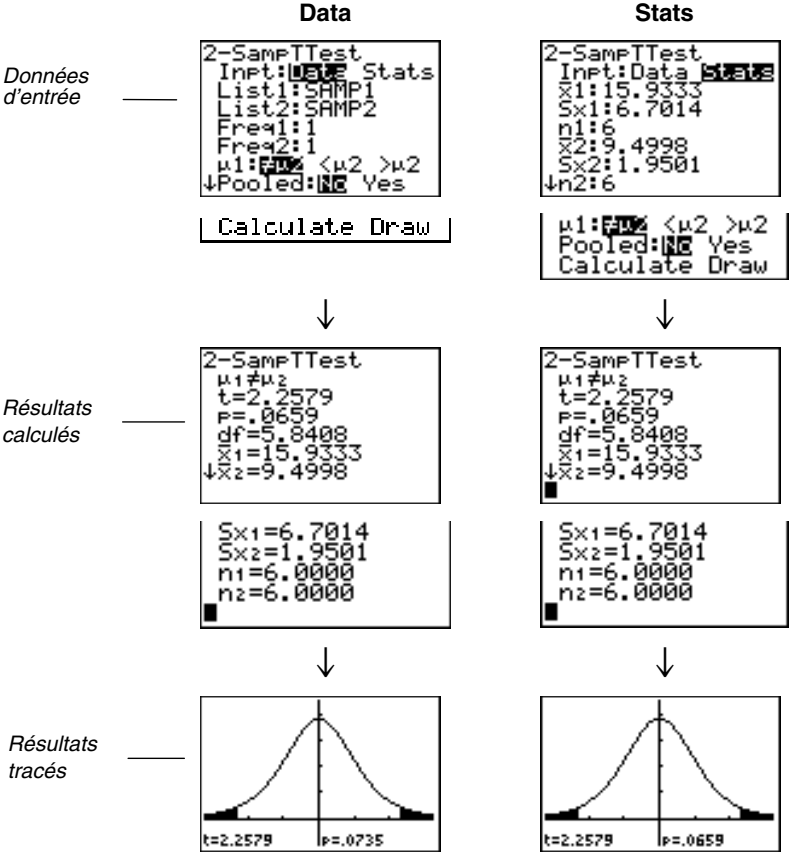 Data
Stats
Données
d'entrée
2-SampTTest
Inpt:Data Stats
List1:SAMP1
List2:SAMP2
Freq1:1
Freq2:1
μ1:≠μ2 <μ2 >μ2
↓Pooled:No Yes
Calculate Draw
2-SampTTest
Inpt:Data Stats
x̄1:15.9333
Sx1:6.7014
n1:6
x̄2:9.4998
Sx2:1.9501
↓n2:6
μ1:≠μ2 <μ2 >μ2
Pooled:No Yes
Calculate Draw
Résultats
calculés
2-SampTTest
μ1≠μ2
t=2.2579
p=.0659
df=5.8408
x̄1=15.9333
↓x̄2=9.4998
Sx1=6.7014
Sx2=1.9501
n1=6.0000
n2=6.0000
2-SampTTest
μ1≠μ2
t=2.2579
p=.0659
df=5.8408
x̄1=15.9333
↓x̄2=9.4998
Sx1=6.7014
Sx2=1.9501
n1=6.0000
n2=6.0000
Résultats
tracés
t=2.2579 p=.0735
t=2.2579 p=.0659